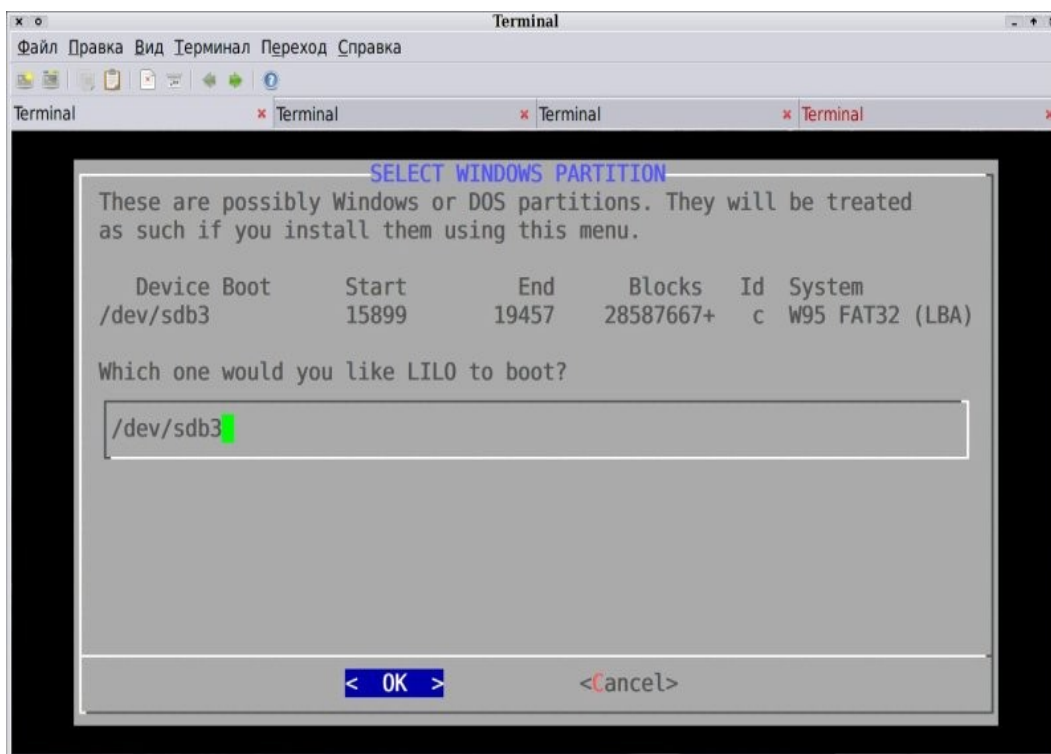 Terminal
Файл Правка Вид Терминал Переход Справка
Terminal Terminal Terminal Terminal
SELECT WINDOWS PARTITION
These are possibly Windows or DOS partitions. They will be treated
as such if you install them using this menu.
Device Boot Start End Blocks Id System
/dev/sdb3 15899 19457 28587667+ c W95 FAT32 (LBA)
Which one would you like LILO to boot?
/dev/sdb3
< OK > <Cancel>